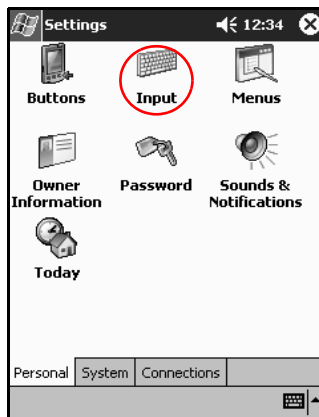 Settings 12:34
Buttons Input Menus
Owner Information Password Sounds & Notifications
Today
Personal System Connections